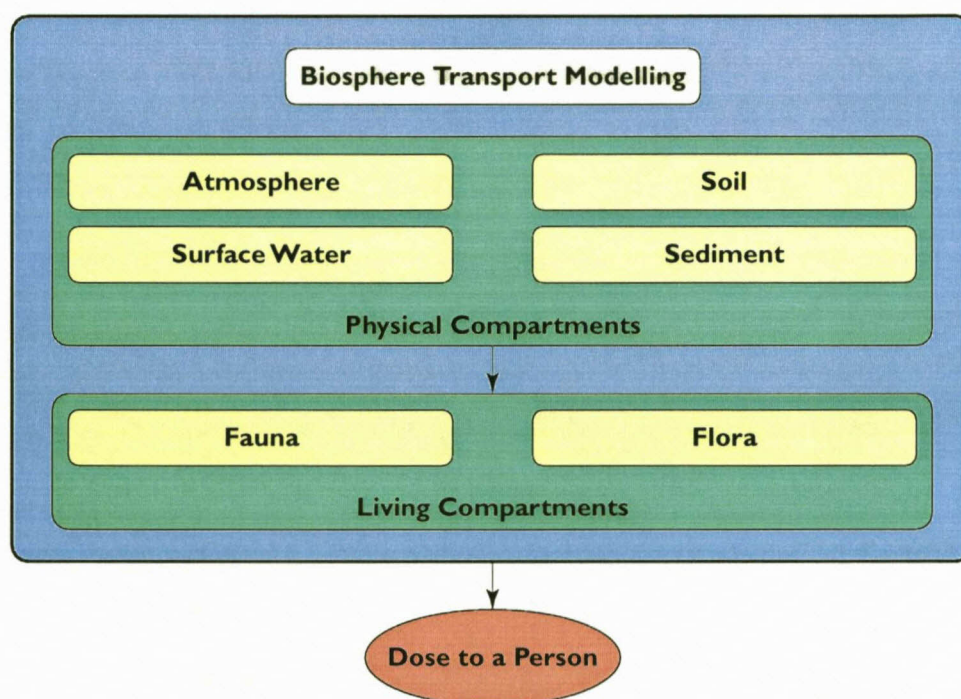 Biosphere Transport Modelling
Atmosphere
Soil
Surface Water
Sediment
Physical Compartments
Fauna
Flora
Living Compartments
Dose to a Person